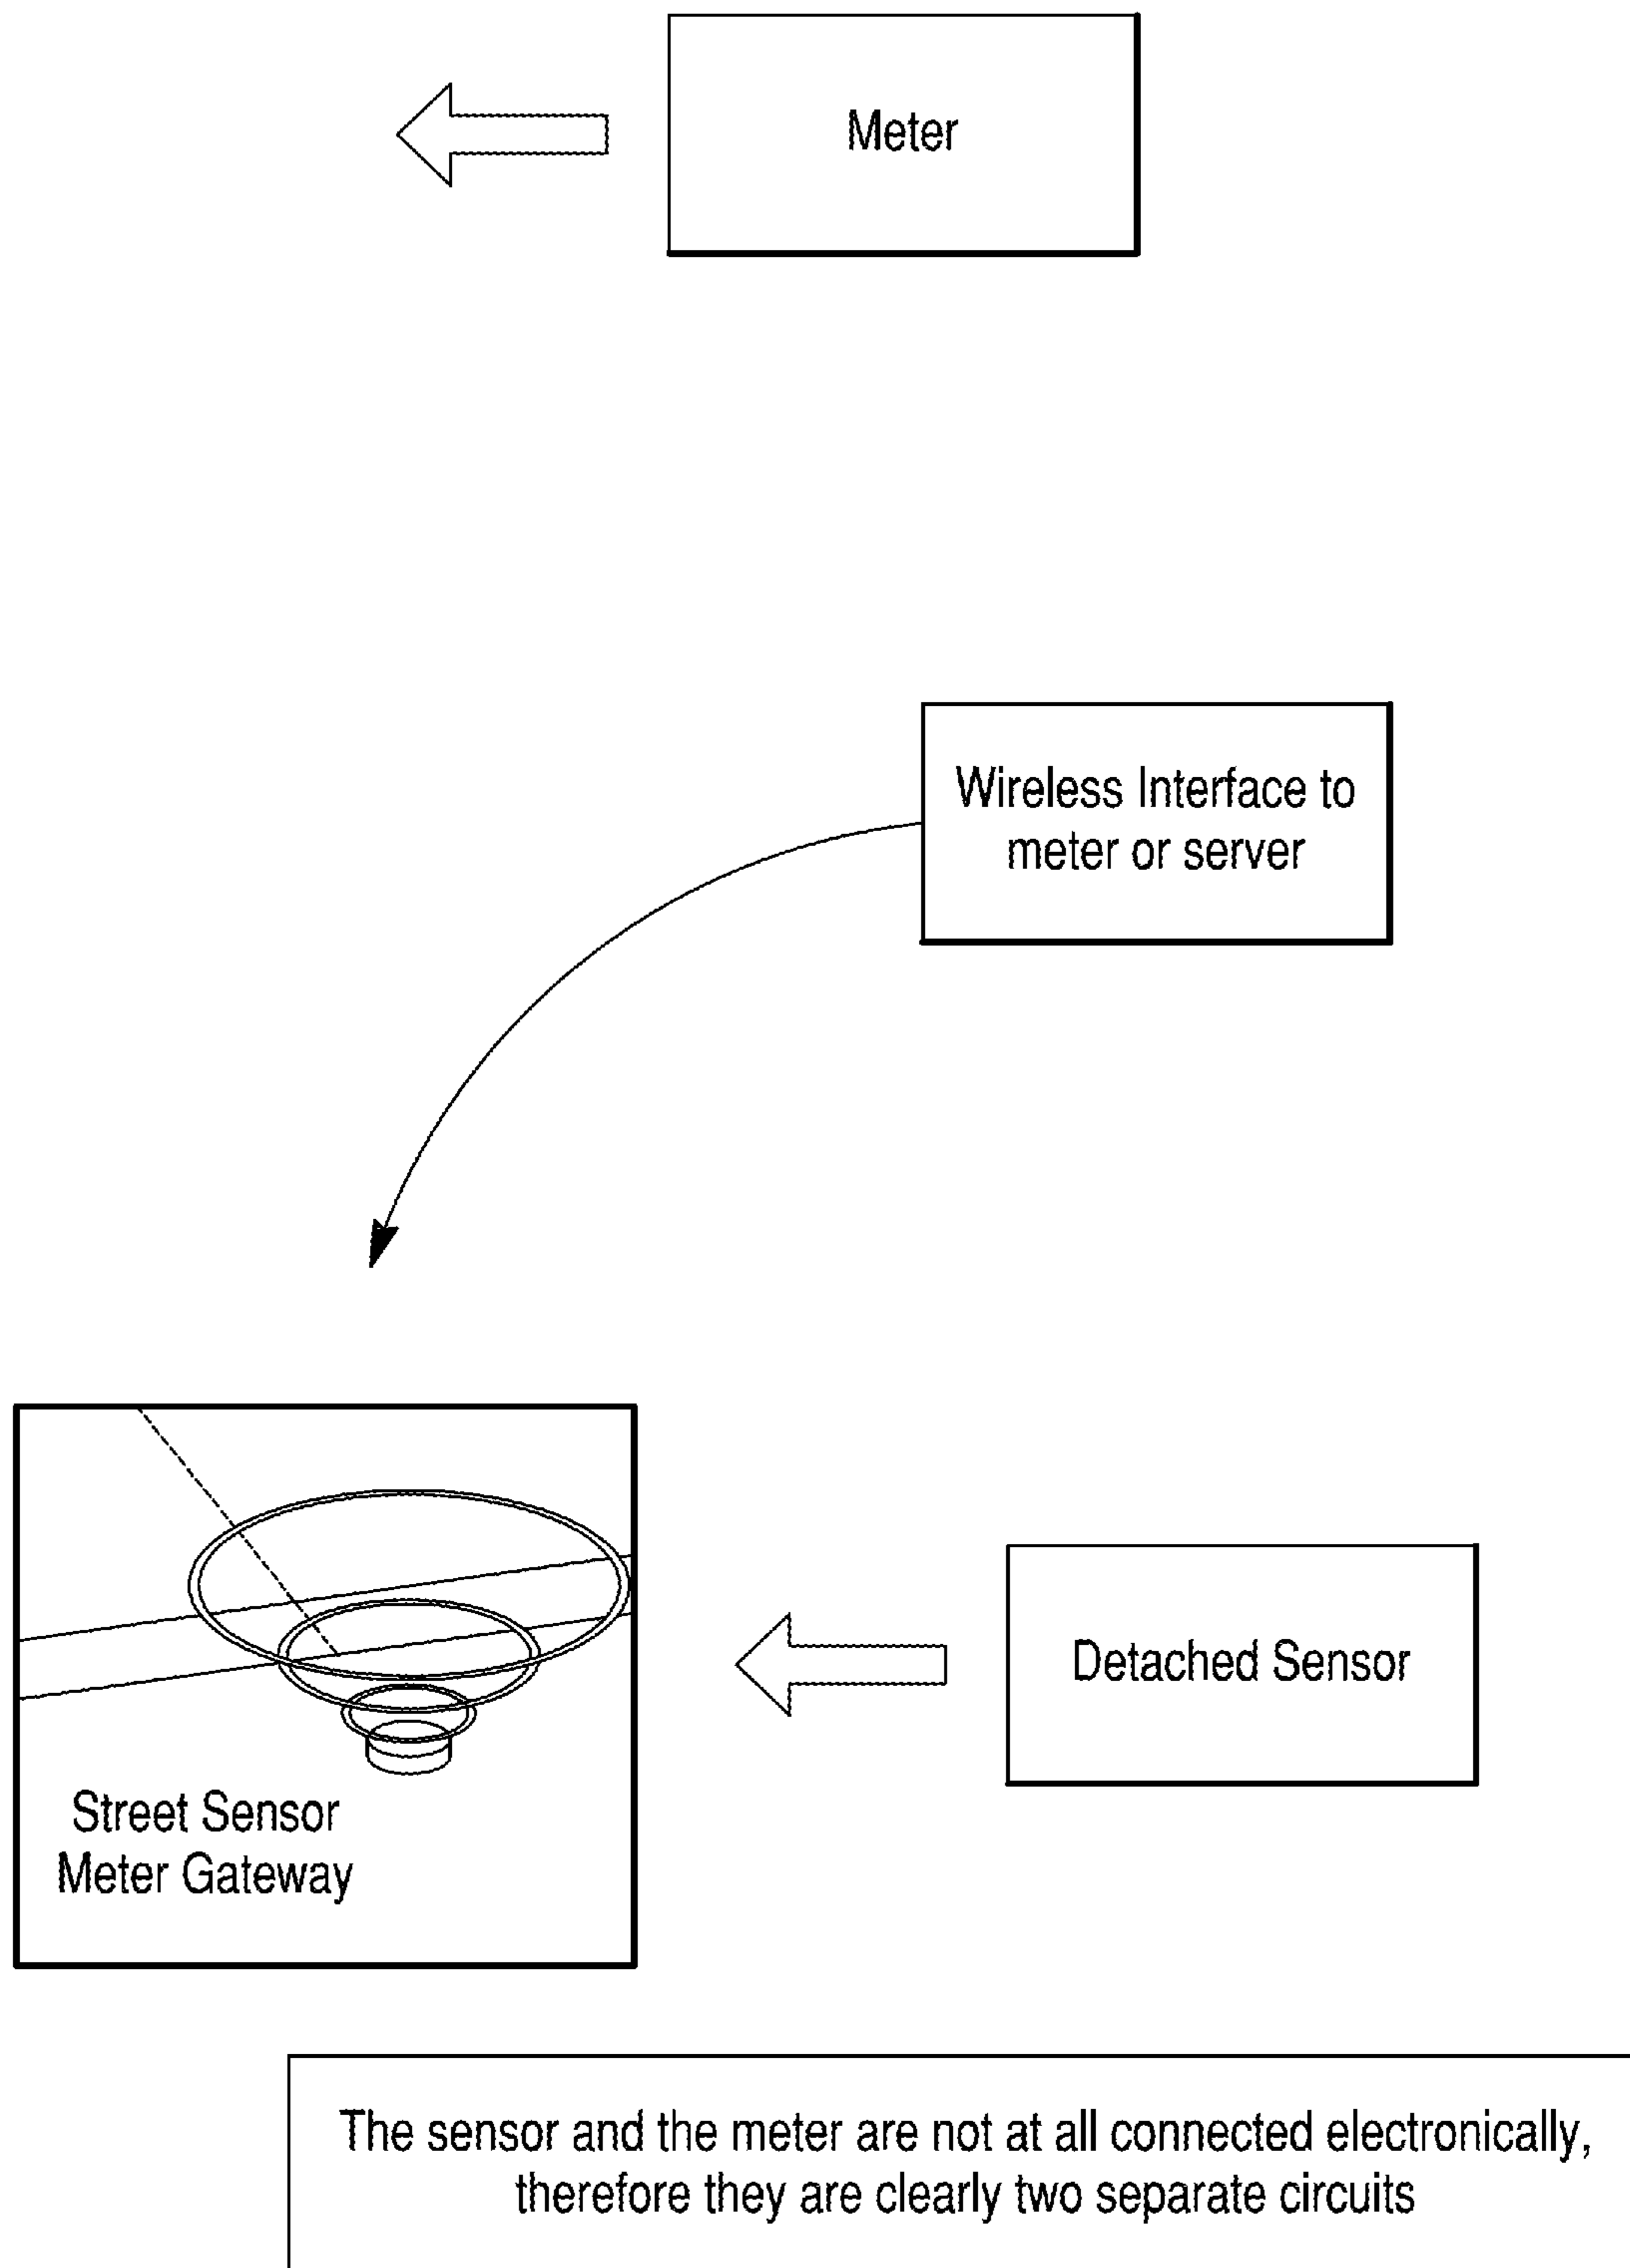 Meter
Wireless Interface to
meter or server
Detached Sensor
Street Sensor
Meter Gateway
The sensor and the meter are not at all connected electronically,
therefore they are clearly two separate circuits